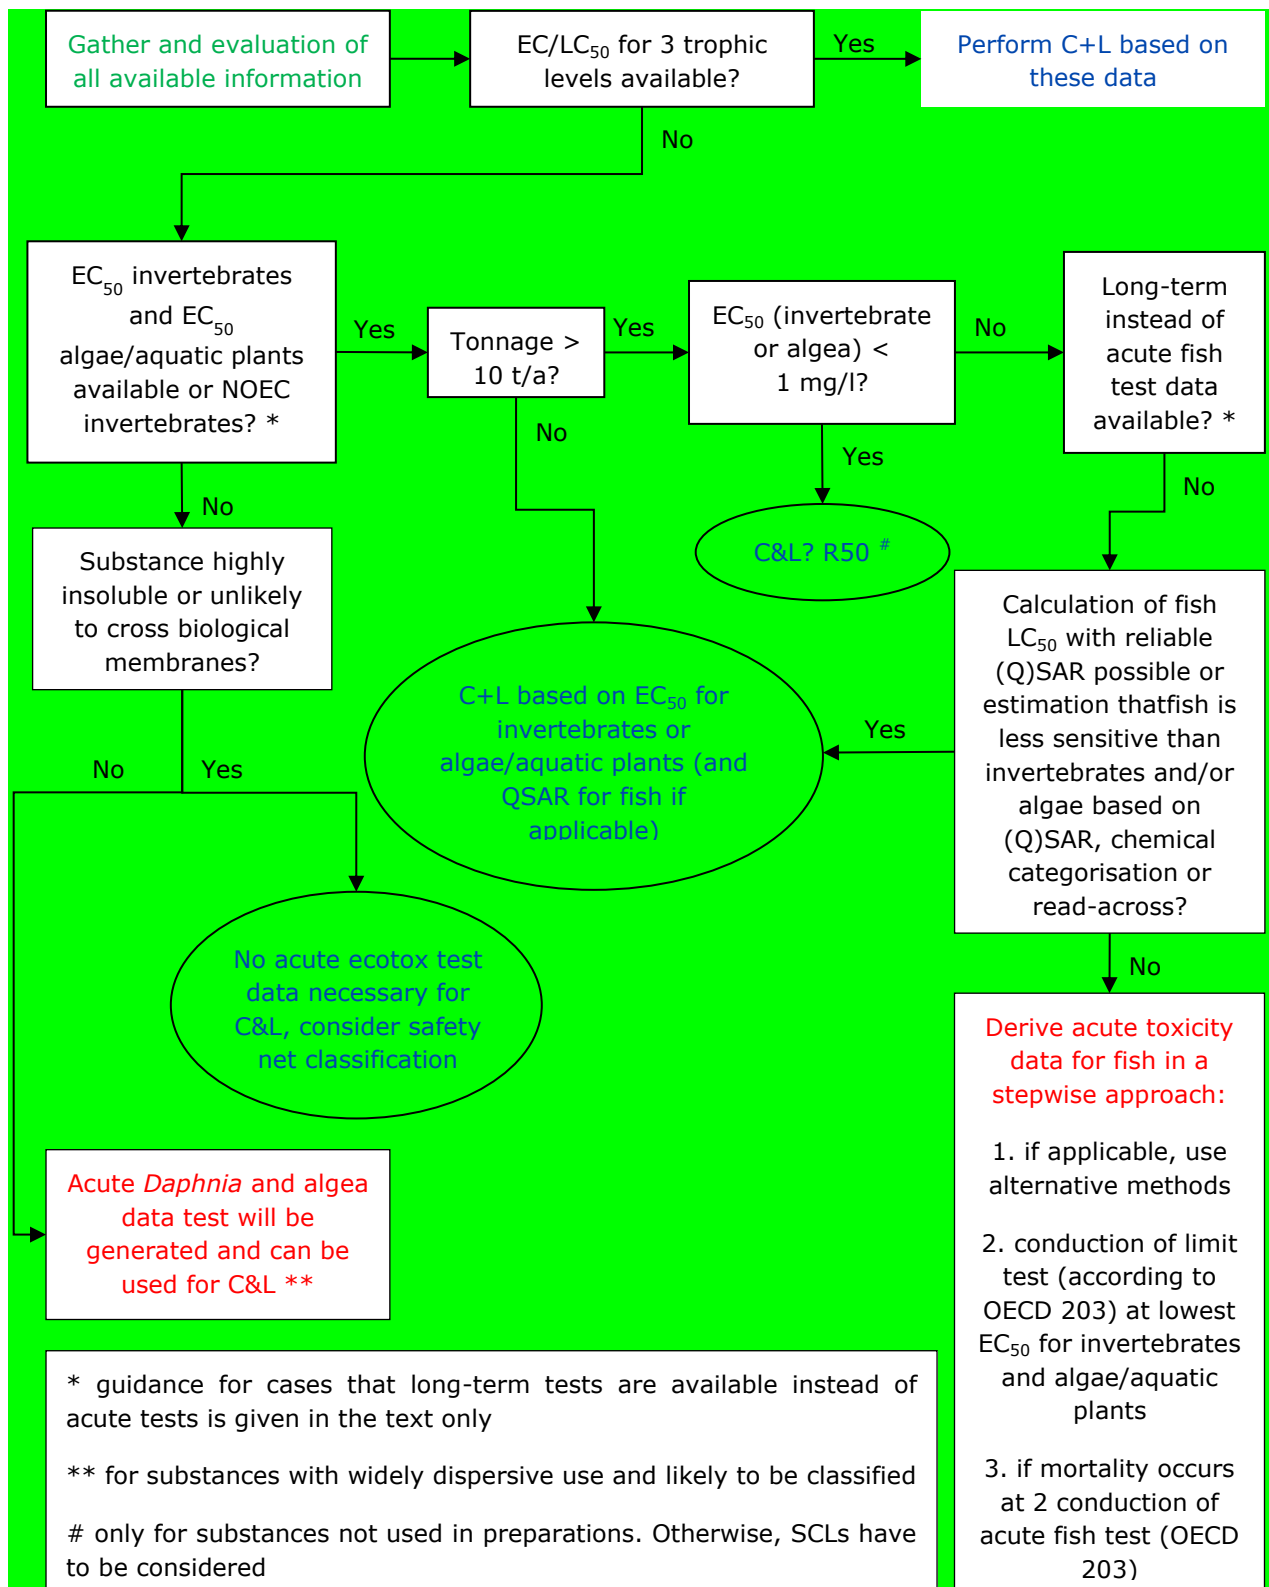 Gather and evaluation of
all available information
EC/LC50 for 3 trophic
levels available?
Yes
Perform C+L based on
these data
No
EC50 invertebrates
and EC50
algae/aquatic plants
available or NOEC
invertebrates? *
Yes
Tonnage >
10 t/a?
Yes
EC50 (invertebrate
or algea) <
1 mg/l?
No
Long-term
instead of
acute fish
test data
available? *
No
No
Yes
No
Substance highly
insoluble or unlikely
to cross biological
membranes?
C&L? R50 #
Calculation of fish
LC50 with reliable
(Q)SAR possible or
estimation thatfish is
less sensitive than
invertebrates and/or
algae based on
(Q)SAR, chemical
categorisation or
read-across?
C+L based on EC50 for
invertebrates or
algae/aquatic plants (and
QSAR for fish if
applicable)
Yes
No
Yes
No acute ecotox test
data necessary for
C&L, consider safety
net classification
No
Derive acute toxicity
data for fish in a
stepwise approach:
1. if applicable, use
alternative methods
2. conduction of limit
test (according to
OECD 203) at lowest
EC50 for invertebrates
and algae/aquatic
plants
3. if mortality occurs
at 2 conduction of
acute fish test (OECD
203)
Acute Daphnia and algea
data test will be
generated and can be
used for C&L **
* guidance for cases that long-term tests are available instead of
acute tests is given in the text only
** for substances with widely dispersive use and likely to be classified
# only for substances not used in preparations. Otherwise, SCLs have
to be considered